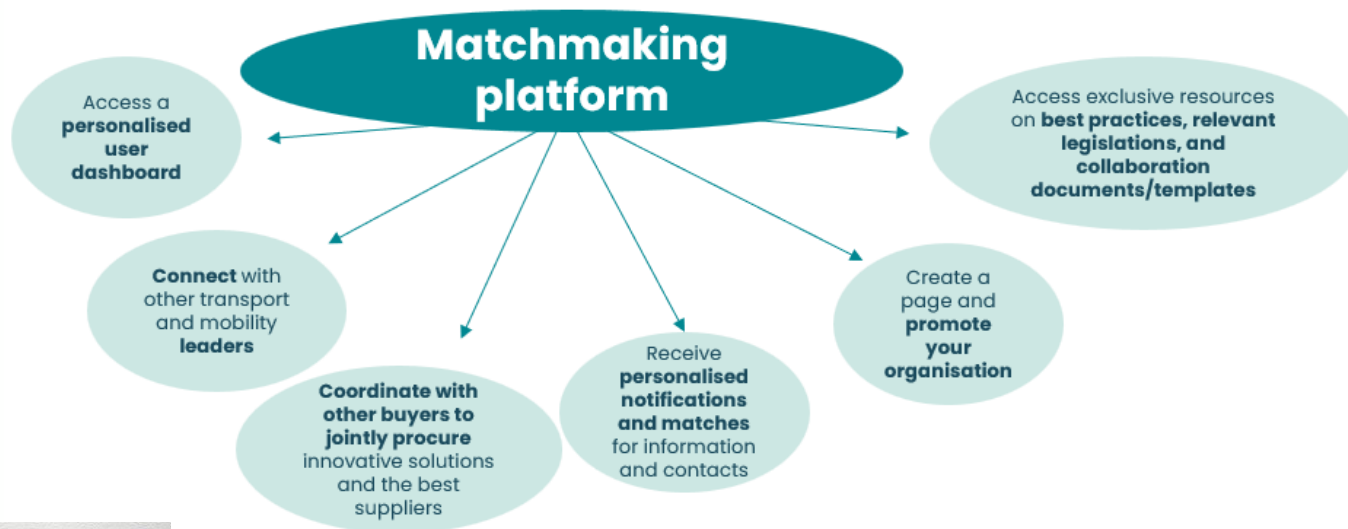 Matchmaking
platform
Access a
personalised
user
dashboard
Connect with
other transport
and mobility
leaders
Coordinate with
other buyers to
jointly procure
innovative solutions
and the best
suppliers
Receive
personalised
notifications
and matches
for information
and contacts
Create a
page and
promote
your
organisation
Access exclusive resources
on best practices, relevant
legislations, and
collaboration
documents/templates